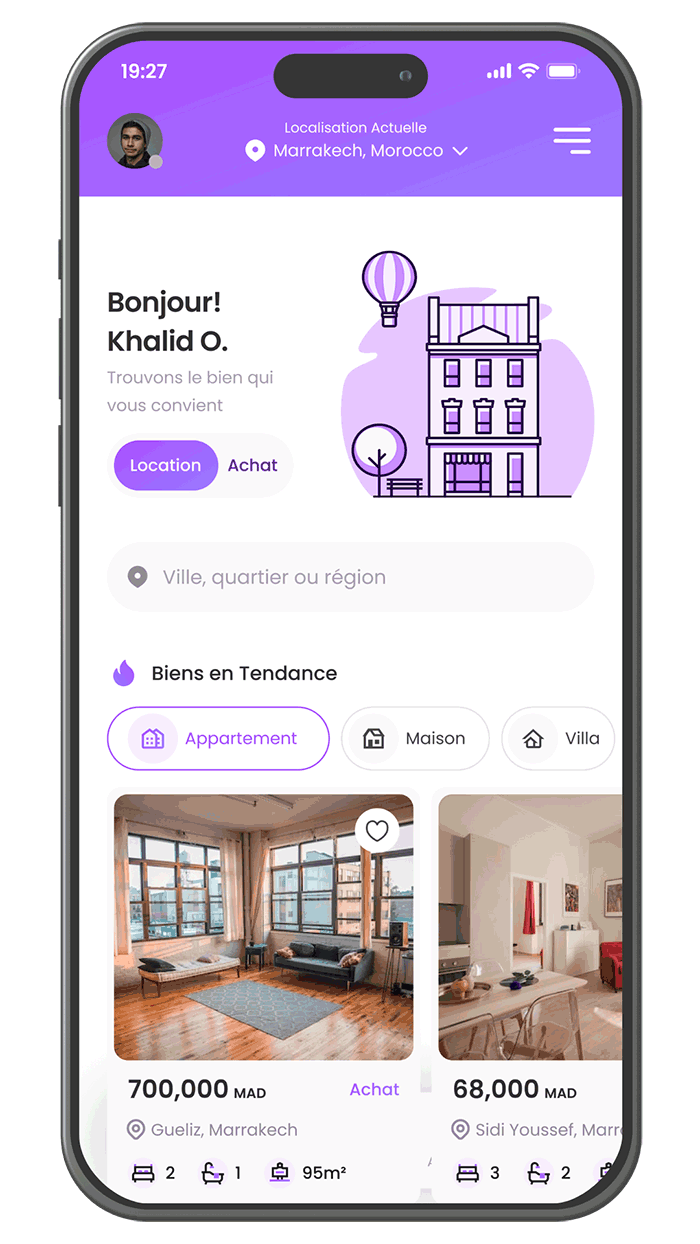 19:27
Localisation Actuelle
Marrakech, Morocco
Bonjour!
Khalid O.
Trouvons le bien qui
vous convient
Location Achat
Ville, quartier ou région
Biens en Tendance
Appartement Maison Villa
700,000 MAD Achat 68,000 MAD
Gueliz, Marrakech Sidi Youssef,
2 1 95m² 3 2